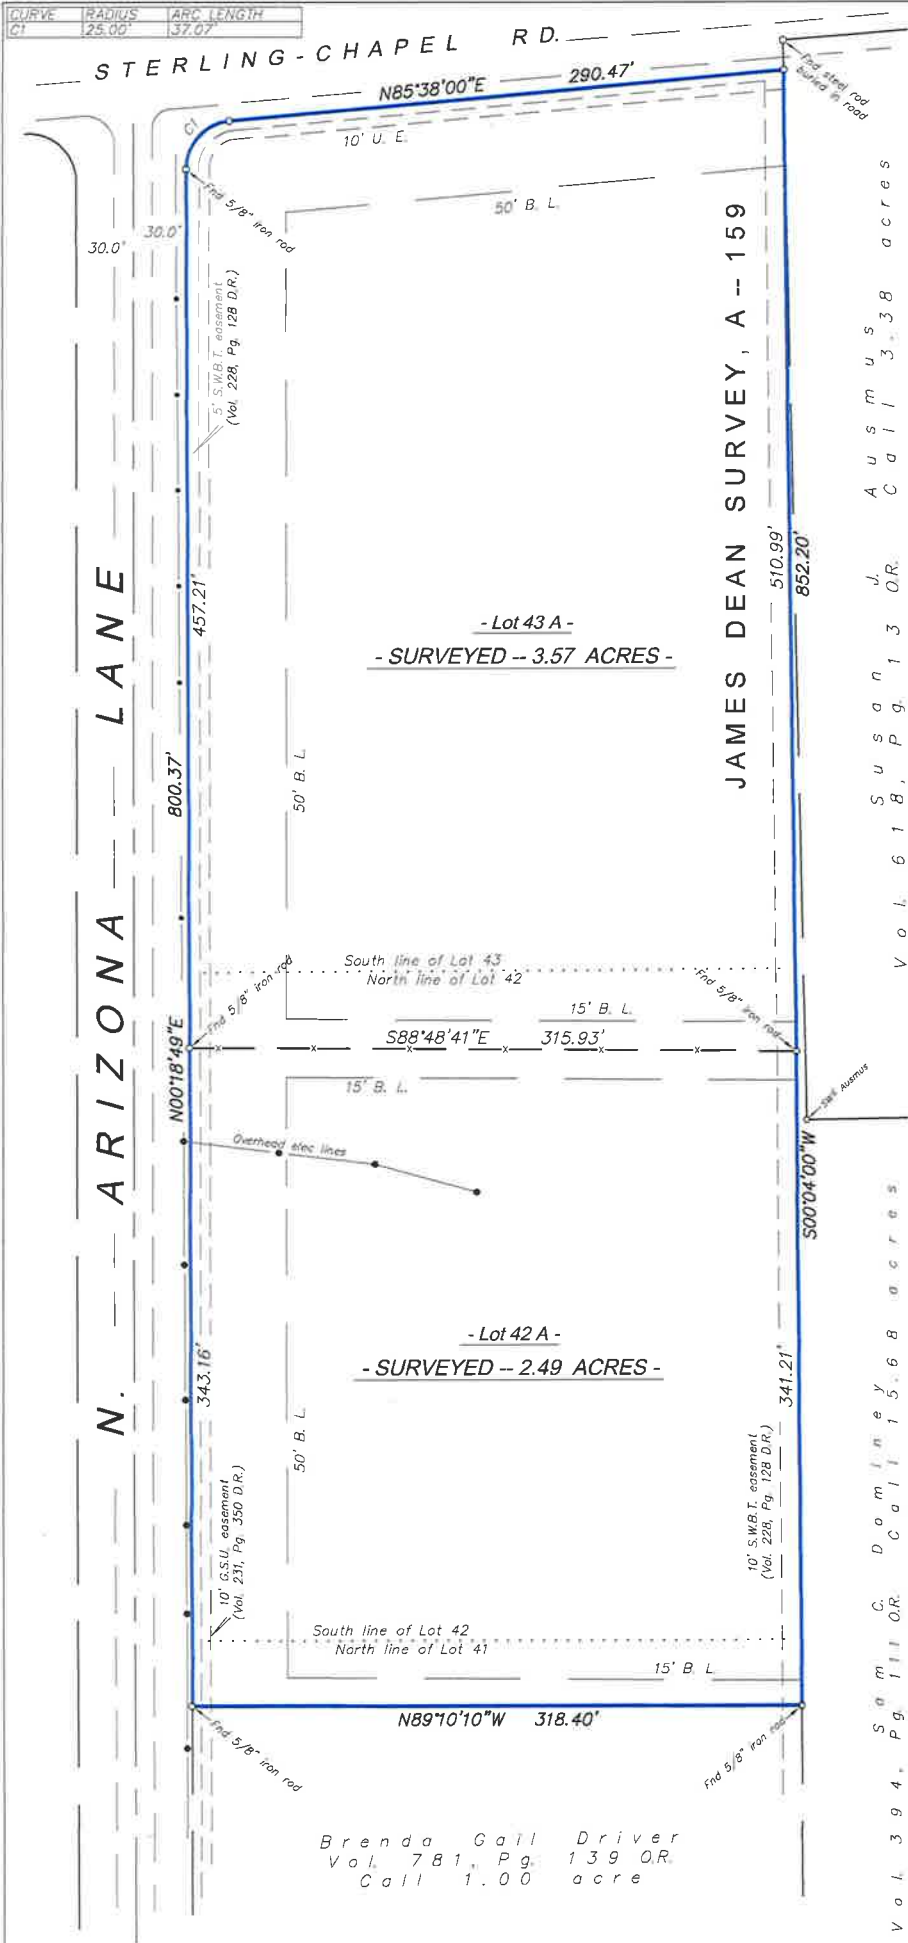 CURVE RADIUS ARC LENGTH
C1 25.00' 37.07'
STERLING-CHAPEL RD.
N85°38'00"E 290.47'
Fnd steel rod
buried in road
C1
10' U. E.
Fnd 5/8" iron rod
50' B. L.
30.0' 30.0'
5' S.W.B.T. easement
(Vol. 228, Pg. 128 D.R.)
JAMES DEAN SURVEY, A -- 159
Susan J. Ausmus
Vol. 618, Pg. 13 O.R. Call 3.38 acres
457.21'
510.99'
852.20'
- Lot 43 A -
- SURVEYED -- 3.57 ACRES -
800.37'
50' B. L.
N. ARIZONA LANE
South line of Lot 43
North line of Lot 42
Fnd 5/8" iron rod
Fnd 5/8" iron rod
15' B. L.
S88°48'41"E 315.93'
N00°18'49"E
15' B. L.
SWc Ausmus
Overhead elec lines
S00°04'00"W
- Lot 42 A -
- SURVEYED -- 2.49 ACRES -
343.16'
341.21'
50' B. L.
10' G.S.U. easement
(Vol. 231, Pg. 350 D.R.)
10' S.W.B.T. easement
(Vol. 228, Pg. 128 D.R.)
Sam C. Dominey
Vol. 394, Pg. 111 O.R. Call 15.68 acres
South line of Lot 42
North line of Lot 41
15' B. L.
N89°10'10"W 318.40'
Fnd 5/8" iron rod
Fnd 5/8" iron rod
Brenda Gail Driver
Vol. 781, Pg. 139 O.R.
Call 1.00 acre